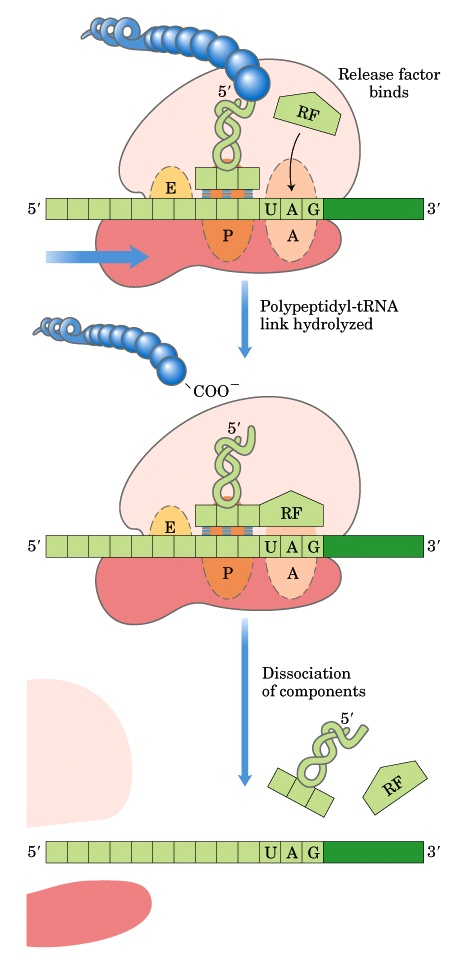 5′
Release factor
binds
RF
E
5′
U A G
3′
P
A
Polypeptidyl-tRNA
link hydrolyzed
COO−
5′
RF
E
5′
U A G
3′
P
A
Dissociation
of components
5′
RF
5′
U A G
3′